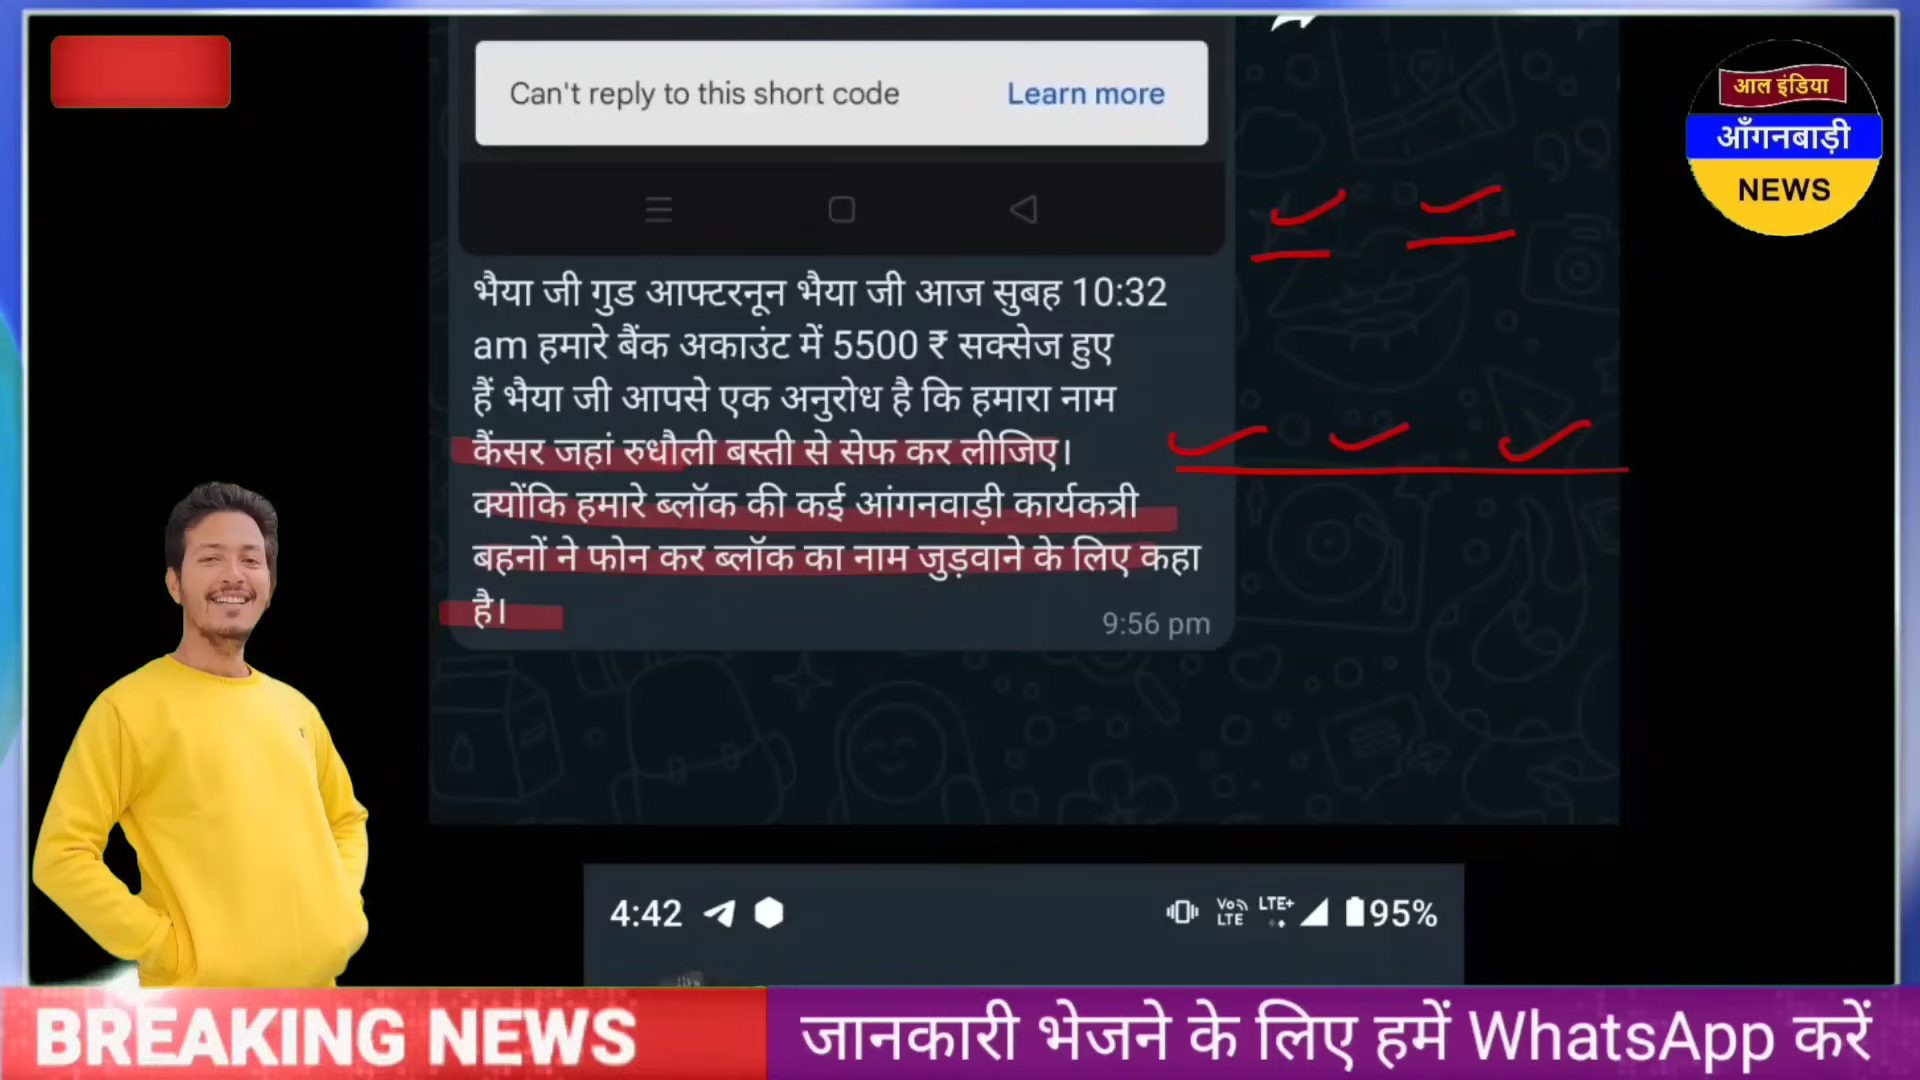 Can't reply to this short code Learn more
आल इंडिया
आँगनबाड़ी
NEWS
भैया जी गुड आफ्टरनून भैया जी आज सुबह 10:32
am हमारे बैंक अकाउंट में 5500 ₹ सक्सेज हुए
हैं भैया जी आपसे एक अनुरोध है कि हमारा नाम
कैंसर जहां रुधौली बस्ती से सेफ कर लीजिए।
क्योंकि हमारे ब्लॉक की कई आंगनवाड़ी कार्यकत्री
बहनों ने फोन कर ब्लॉक का नाम जुड़वाने के लिए कहा
है।
9:56 pm
4:42 VoLTE LTE+ 95%
BREAKING NEWS जानकारी भेजने के लिए हमें WhatsApp करें